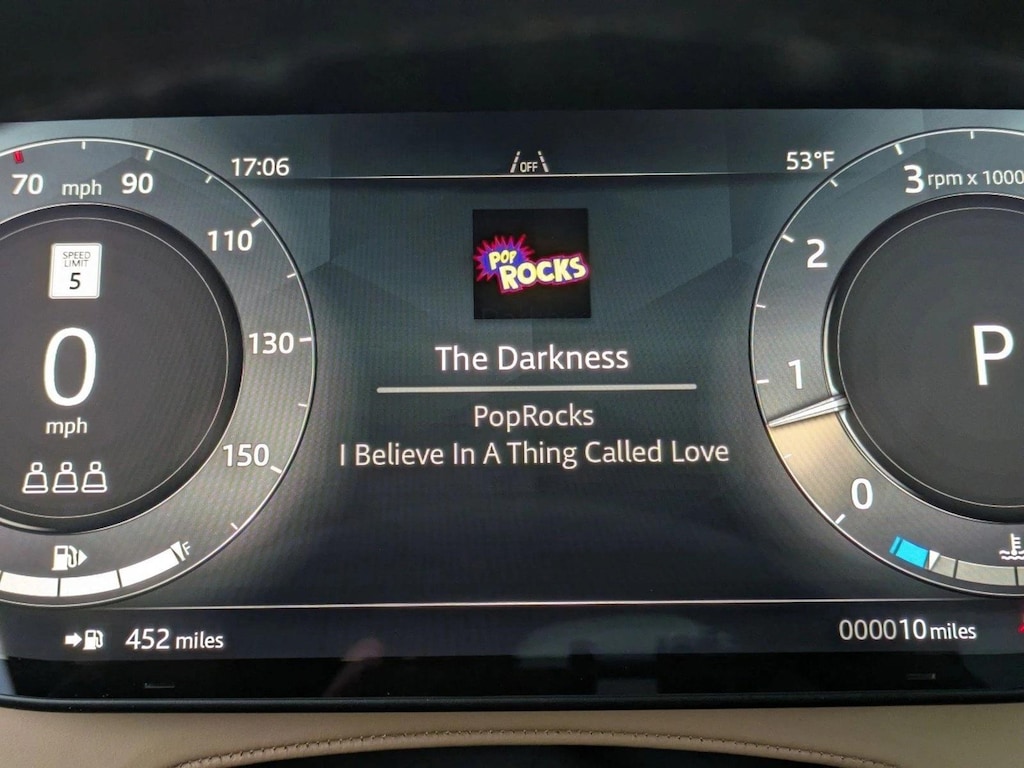 17:06
OFF
53°F
70 mph 90
110
130
150
SPEED
LIMIT
5
0
mph
F
452 miles
POP
ROCKS
The Darkness
PopRocks
I Believe In A Thing Called Love
3 rpm x 1000
2
1
0
P
000010 miles